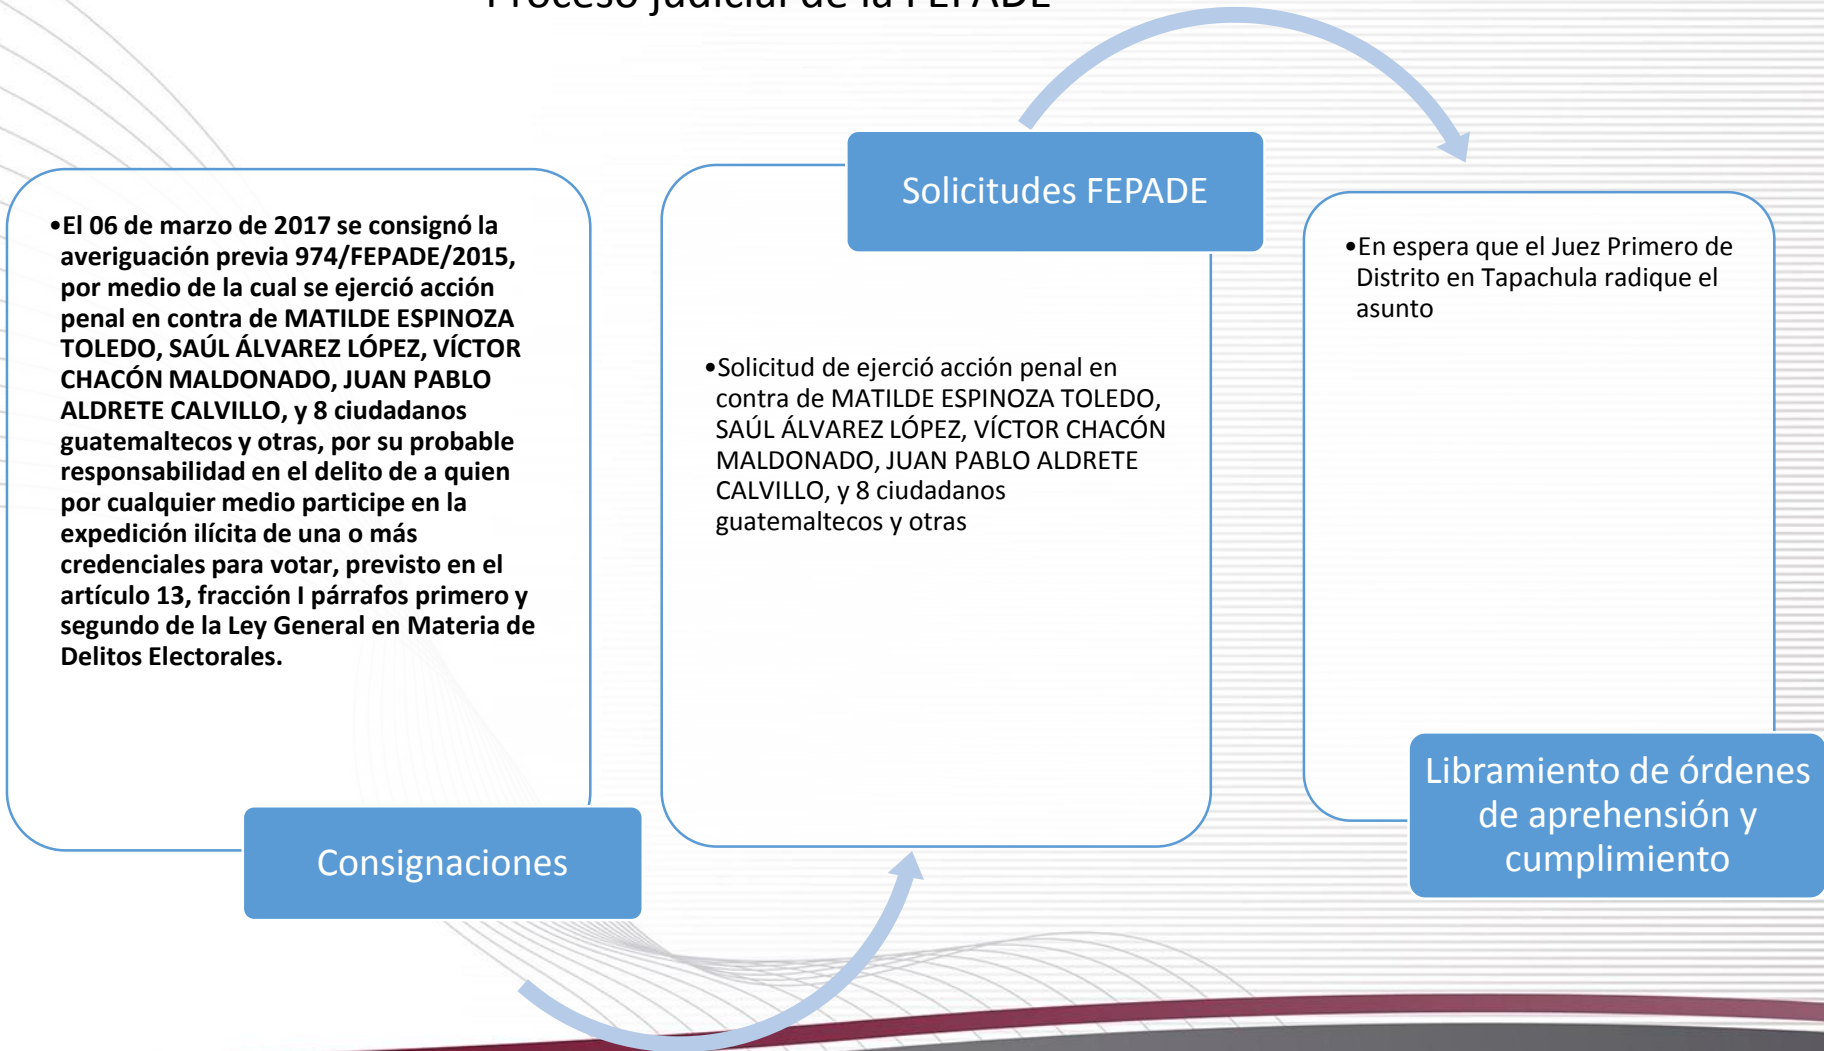 Proceso judicial de la FEPADE
•El 06 de marzo de 2017 se consignó la
averiguación previa 974/FEPADE/2015,
por medio de la cual se ejerció acción
penal en contra de MATILDE ESPINOZA
TOLEDO, SAÚL ÁLVAREZ LÓPEZ, VÍCTOR
CHACÓN MALDONADO, JUAN PABLO
ALDRETE CALVILLO, y 8 ciudadanos
guatemaltecos y otras, por su probable
responsabilidad en el delito de a quien
por cualquier medio participe en la
expedición ilícita de una o más
credenciales para votar, previsto en el
artículo 13, fracción I párrafos primero y
segundo de la Ley General en Materia de
Delitos Electorales.
Consignaciones
Solicitudes FEPADE
•Solicitud de ejerció acción penal en
contra de MATILDE ESPINOZA TOLEDO,
SAÚL ÁLVAREZ LÓPEZ, VÍCTOR CHACÓN
MALDONADO, JUAN PABLO ALDRETE
CALVILLO, y 8 ciudadanos
guatemaltecos y otras
•En espera que el Juez Primero de
Distrito en Tapachula radique el
asunto
Libramiento de órdenes
de aprehensión y
cumplimiento